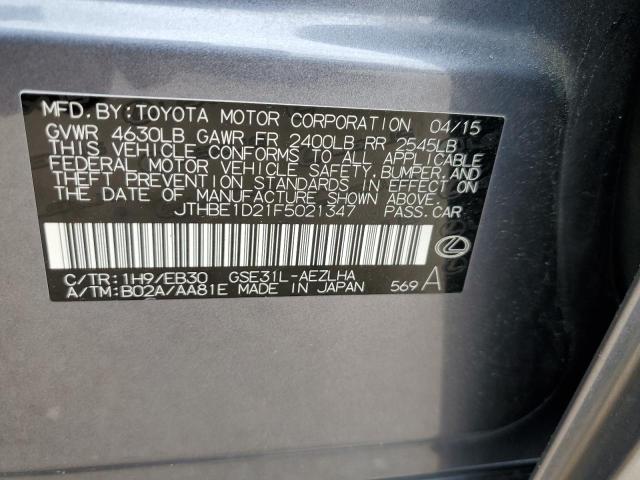 MFD.BY:TOYOTA MOTOR CORPORATION 04/15
GVWR 4630LB GAWR FR 2400LB RR 2545LB
THIS VEHICLE CONFORMS TO ALL APPLICABLE
FEDERAL MOTOR VEHICLE SAFETY,BUMPER,AND
THEFT PREVENTION STANDARDS IN EFFECT ON
THE DATE OF MANUFACTURE SHOWN ABOVE.
JTHBE1D21F5021347 PASS.CAR
C/TR:1H9/EB30 GSE31L-AEZLHA
A/TM:B02A/AA81E MADE IN JAPAN 569 A